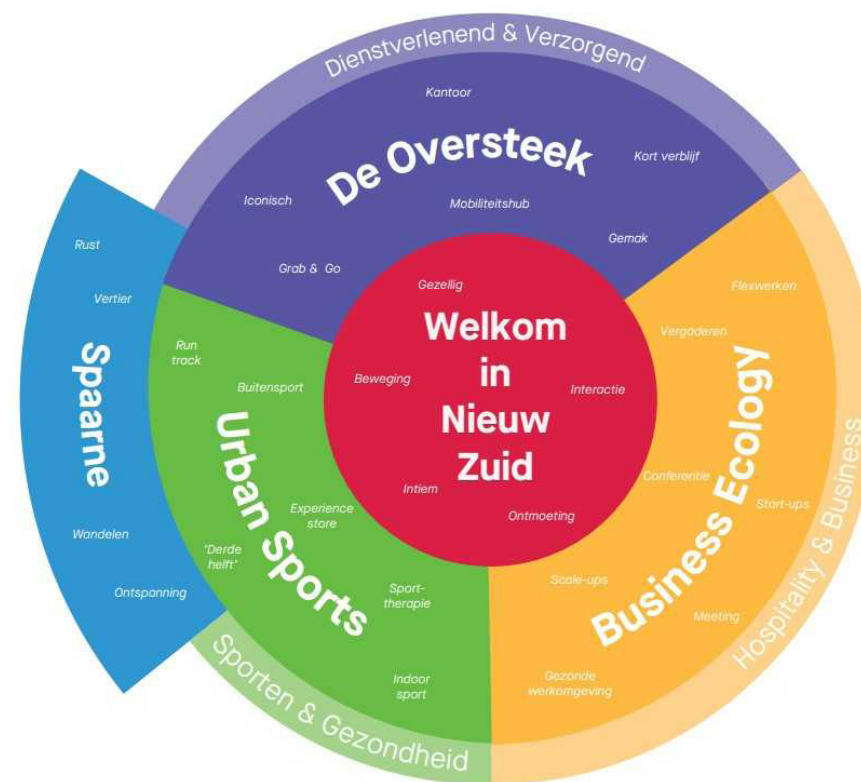 Dienstverlenend & Verzorgend
Kantoor
De Oversteek
Kort verblijf
Iconisch
Mobiliteitshub
Gemak
Grab & Go
Rust
Vertier
Spaarne
Wandelen
Ontspanning
Gezellig
Welkom
in
Nieuw
Zuid
Beweging
Interactie
Intiem
Ontmoeting
Run
track
Buitensport
Urban Sports
Experience
store
'Derde
helft'
Sport-
therapie
Indoor
sport
Sporten & Gezondheid
Flexwerken
Vergaderen
Business Ecology
Conferentie
Start-ups
Scale-ups
Meeting
Gezonde
werkomgeving
Hospitality & Business